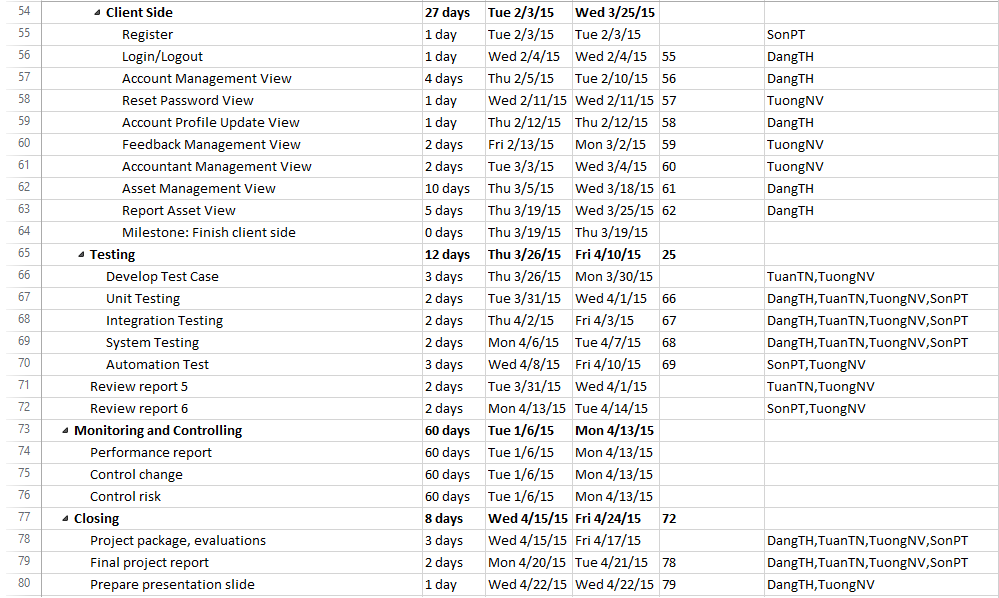 54 Client Side 27 days Tue 2/3/15 Wed 3/25/15
55 Register 1 day Tue 2/3/15 Tue 2/3/15 SonPT
56 Login/Logout 1 day Wed 2/4/15 Wed 2/4/15 55 DangTH
57 Account Management View 4 days Thu 2/5/15 Tue 2/10/15 56 DangTH
58 Reset Password View 1 day Wed 2/11/15 Wed 2/11/15 57 TuongNV
59 Account Profile Update View 1 day Thu 2/12/15 Thu 2/12/15 58 DangTH
60 Feedback Management View 2 days Fri 2/13/15 Mon 3/2/15 59 TuongNV
61 Accountant Management View 2 days Tue 3/3/15 Wed 3/4/15 60 TuongNV
62 Asset Management View 10 days Thu 3/5/15 Wed 3/18/15 61 DangTH
63 Report Asset View 5 days Thu 3/19/15 Wed 3/25/15 62 DangTH
64 Milestone: Finish client side 0 days Thu 3/19/15 Thu 3/19/15
65 Testing 12 days Thu 3/26/15 Fri 4/10/15 25
66 Develop Test Case 3 days Thu 3/26/15 Mon 3/30/15 TuanTN,TuongNV
67 Unit Testing 2 days Tue 3/31/15 Wed 4/1/15 66 DangTH,TuanTN,TuongNV,SonPT
68 Integration Testing 2 days Thu 4/2/15 Fri 4/3/15 67 DangTH,TuanTN,TuongNV,SonPT
69 System Testing 2 days Mon 4/6/15 Tue 4/7/15 68 DangTH,TuanTN,TuongNV,SonPT
70 Automation Test 3 days Wed 4/8/15 Fri 4/10/15 69 SonPT,TuongNV
71 Review report 5 2 days Tue 3/31/15 Wed 4/1/15 TuanTN,TuongNV
72 Review report 6 2 days Mon 4/13/15 Tue 4/14/15 SonPT,TuongNV
73 Monitoring and Controlling 60 days Tue 1/6/15 Mon 4/13/15
74 Performance report 60 days Tue 1/6/15 Mon 4/13/15
75 Control change 60 days Tue 1/6/15 Mon 4/13/15
76 Control risk 60 days Tue 1/6/15 Mon 4/13/15
77 Closing 8 days Wed 4/15/15 Fri 4/24/15 72
78 Project package, evaluations 3 days Wed 4/15/15 Fri 4/17/15 DangTH,TuanTN,TuongNV,SonPT
79 Final project report 2 days Mon 4/20/15 Tue 4/21/15 78 DangTH,TuanTN,TuongNV,SonPT
80 Prepare presentation slide 1 day Wed 4/22/15 Wed 4/22/15 79 DangTH,TuongNV